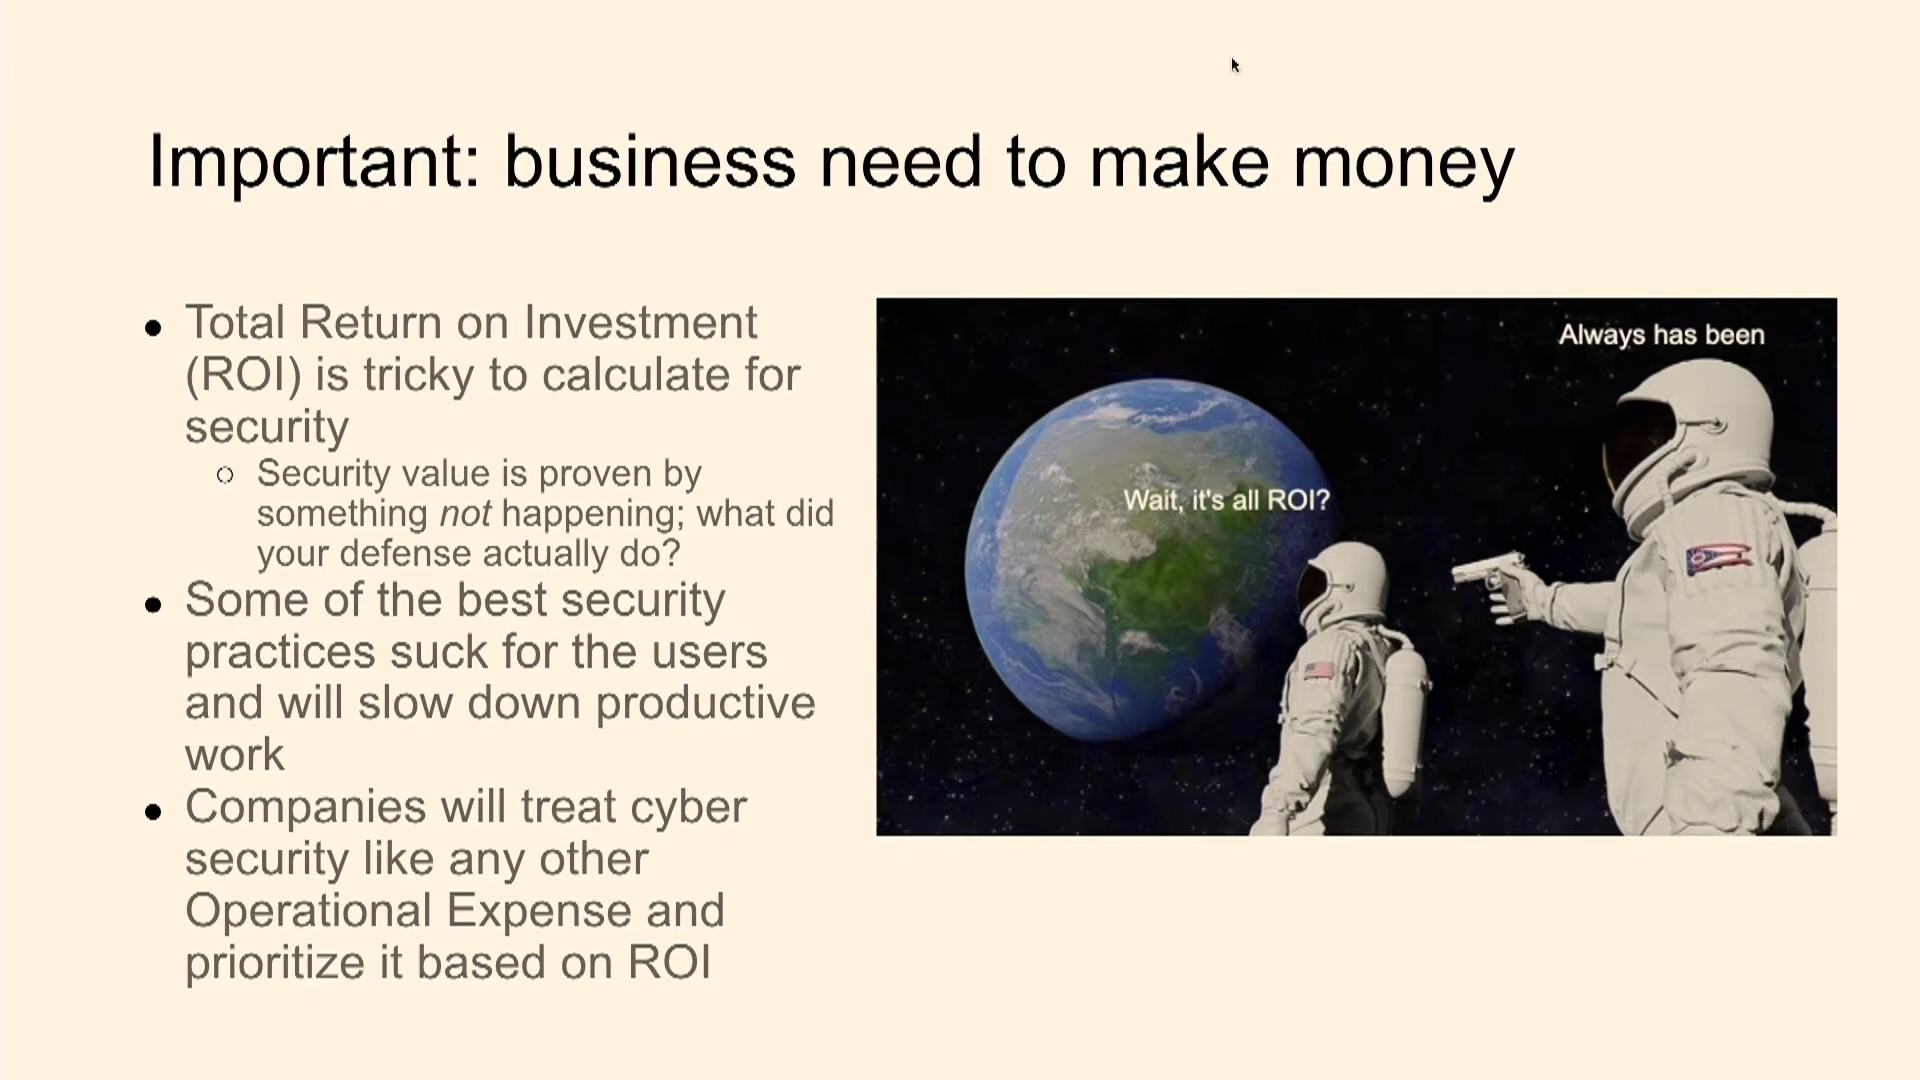 Important: business need to make money
Total Return on Investment
(ROI) is tricky to calculate for
security
Security value is proven by
something not happening; what did
your defense actually do?
Some of the best security
practices suck for the users
and will slow down productive
work
Companies will treat cyber
security like any other
Operational Expense and
prioritize it based on ROI
Always has been
Wait, it's all ROI?